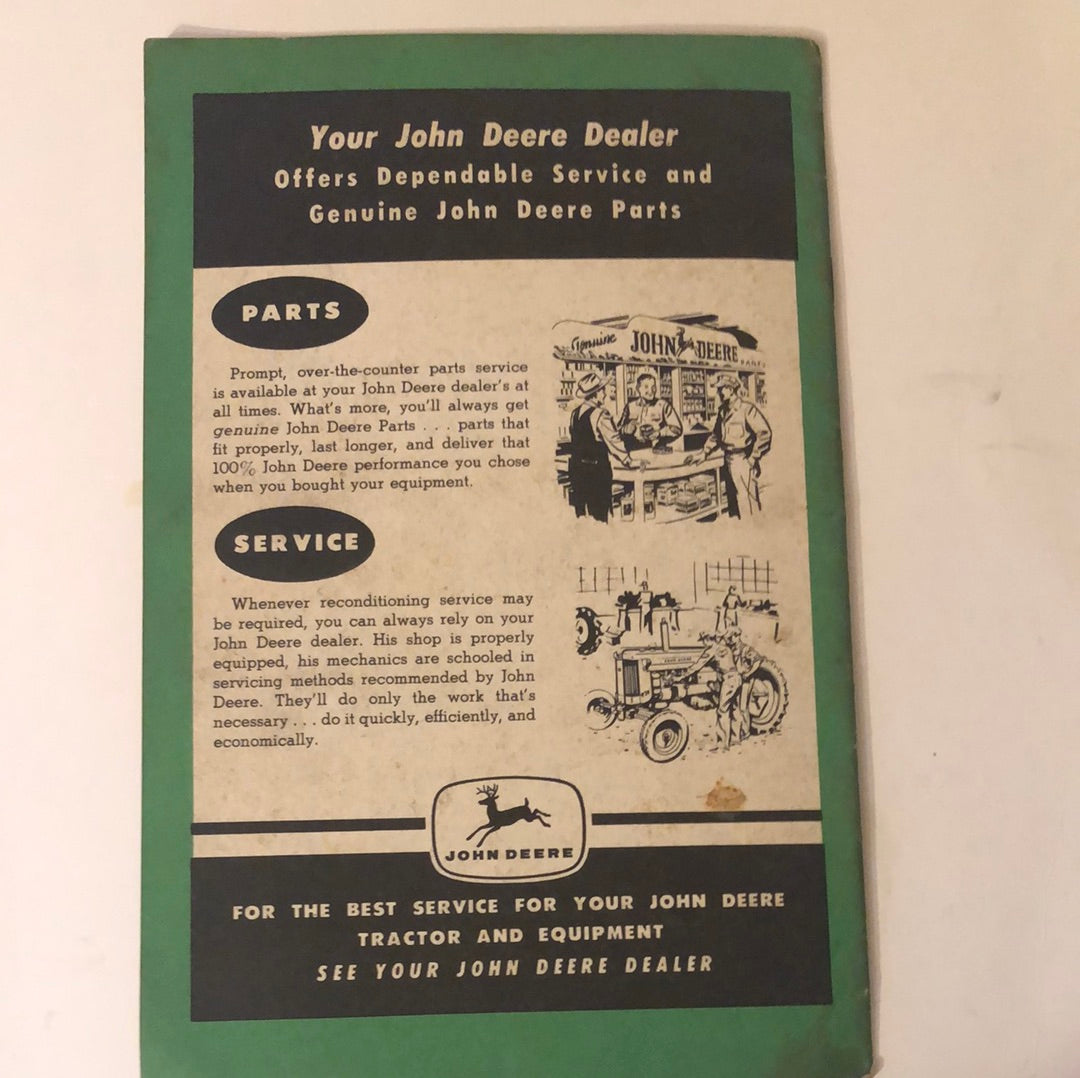 Your John Deere Dealer
Offers Dependable Service and
Genuine John Deere Parts
PARTS
Prompt, over-the-counter parts service
is available at your John Deere dealer's at
all times. What's more, you'll always get
genuine John Deere Parts . . . parts that
fit properly, last longer, and deliver that
100% John Deere performance you chose
when you bought your equipment.
Genuine JOHN DEERE PARTS
SERVICE
Whenever reconditioning service may
be required, you can always rely on your
John Deere dealer. His shop is properly
equipped, his mechanics are schooled in
servicing methods recommended by John
Deere. They'll do only the work that's
necessary . . . do it quickly, efficiently, and
economically.
JOHN DEERE
JOHN DEERE
FOR THE BEST SERVICE FOR YOUR JOHN DEERE
TRACTOR AND EQUIPMENT
SEE YOUR JOHN DEERE DEALER